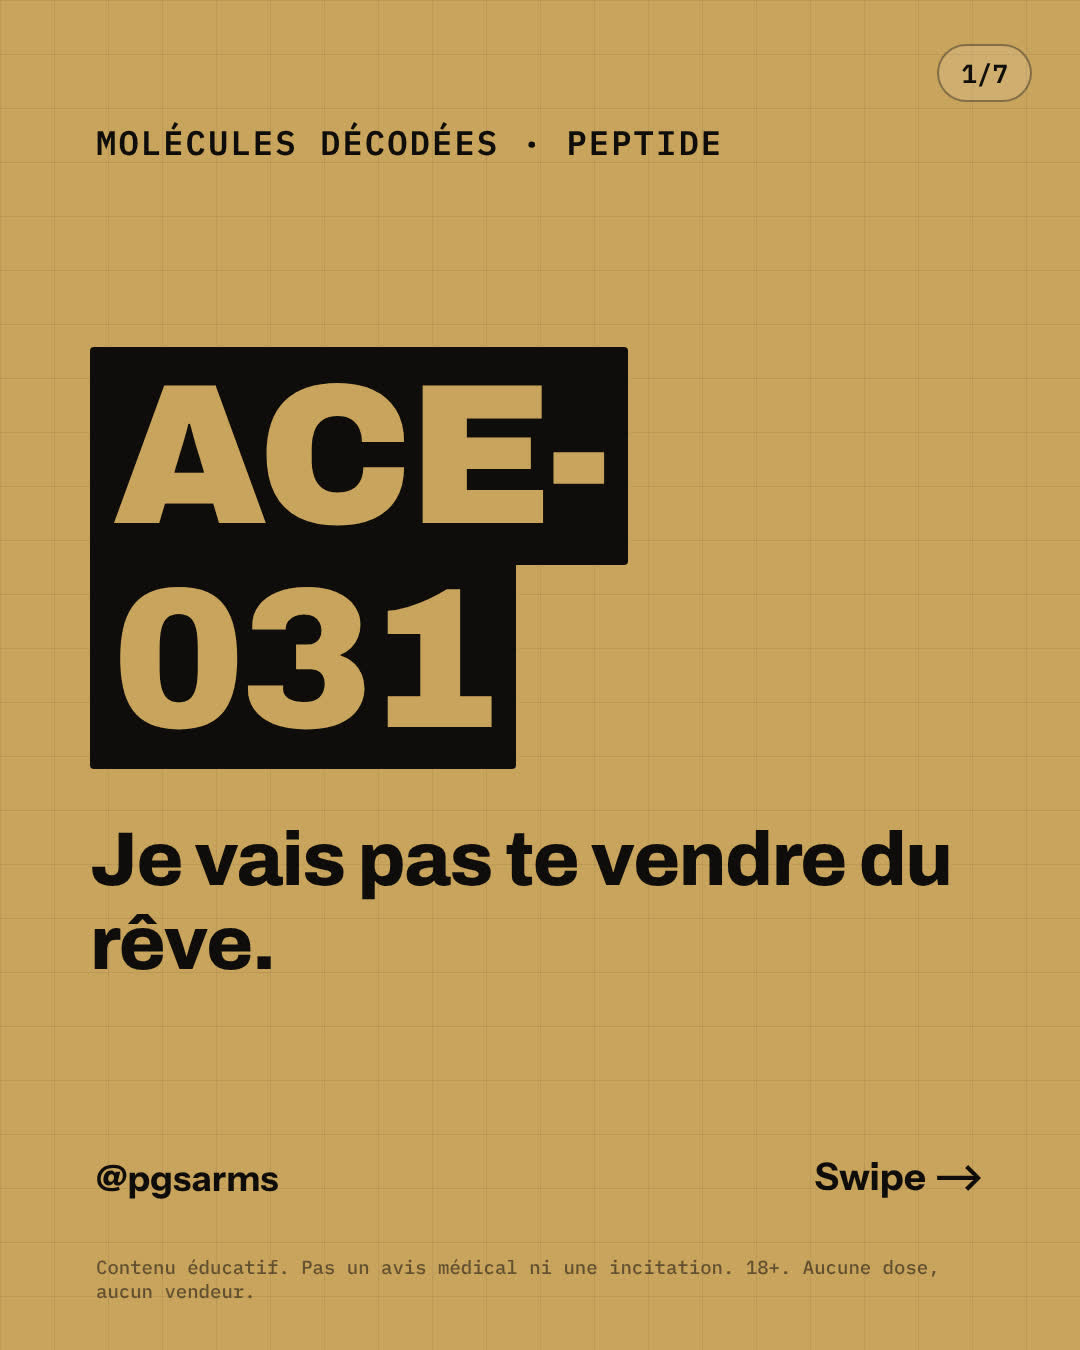 1/7
MOLÉCULES DÉCODÉES · PEPTIDE
ACE-
031
Je vais pas te vendre du
rêve.
@pgsarms
Swipe →
Contenu éducatif. Pas un avis médical ni une incitation. 18+. Aucune dose,
aucun vendeur.